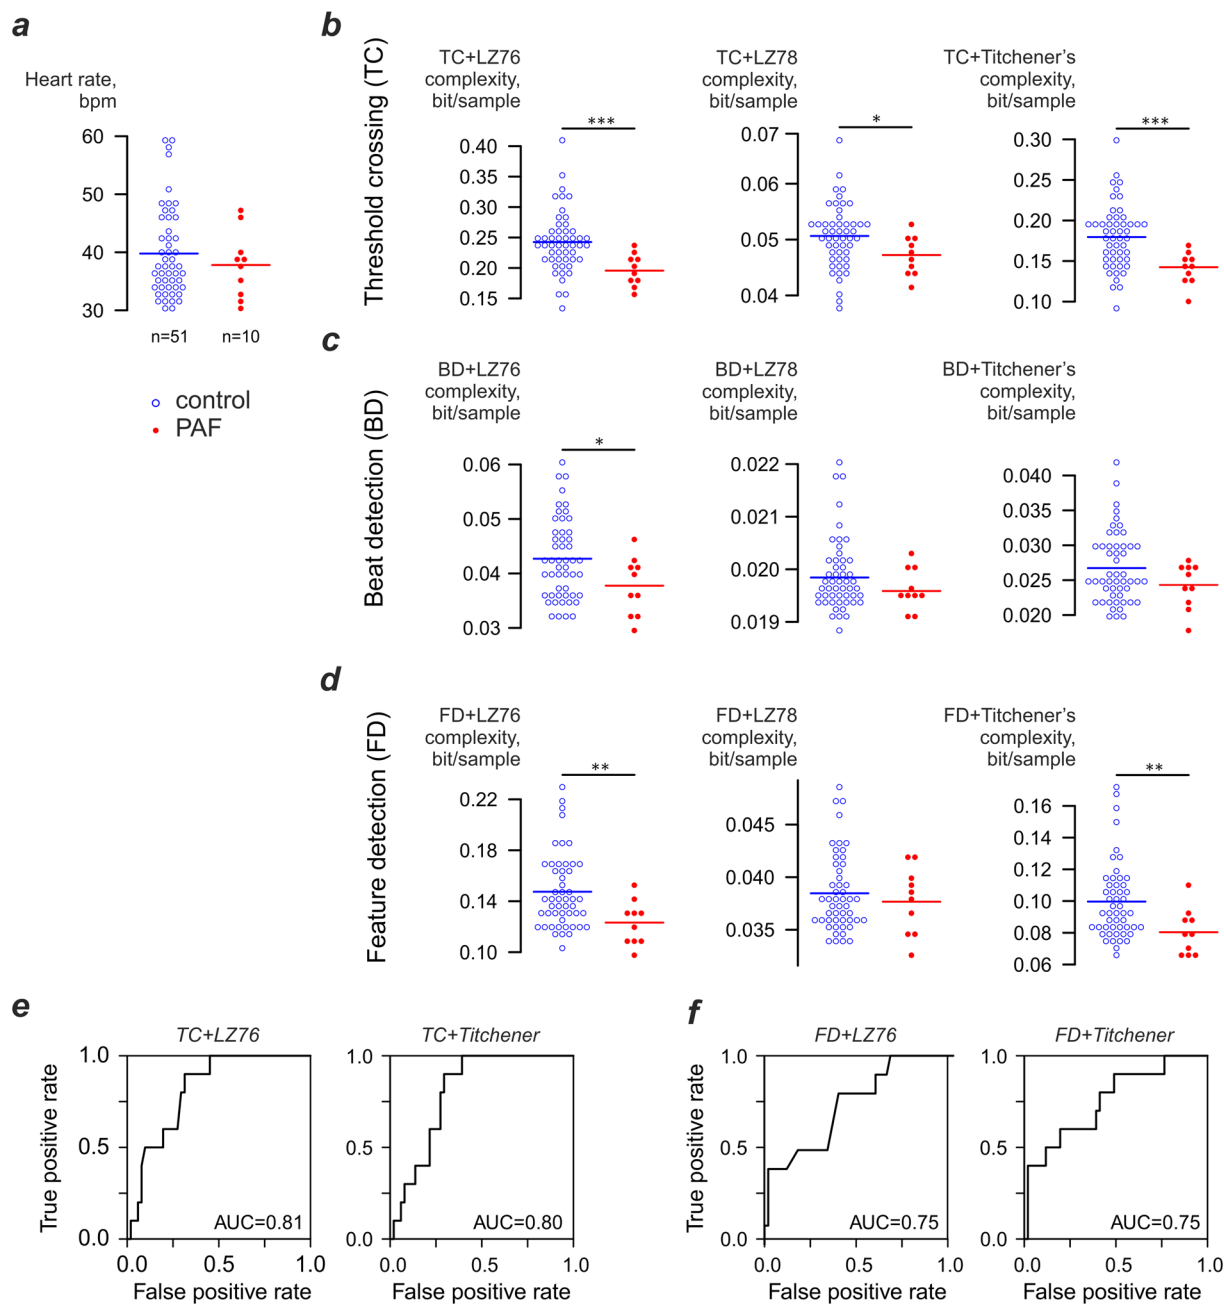 a
Heart rate,
bpm
60
50
40
30
n=51
n=10
control
PAF
b
Threshold crossing (TC)
TC+LZ76
complexity,
bit/sample
***
0.40
0.35
0.30
0.25
0.20
0.15
TC+LZ78
complexity,
bit/sample
*
0.07
0.06
0.05
0.04
TC+Titchener's
complexity,
bit/sample
***
0.30
0.25
0.20
0.15
0.10
c
Beat detection (BD)
BD+LZ76
complexity,
bit/sample
*
0.06
0.05
0.04
0.03
BD+LZ78
complexity,
bit/sample
0.022
0.021
0.020
0.019
BD+Titchener's
complexity,
bit/sample
0.040
0.035
0.030
0.025
0.020
d
Feature detection (FD)
FD+LZ76
complexity,
bit/sample
**
0.22
0.18
0.14
0.10
FD+LZ78
complexity,
bit/sample
0.045
0.040
0.035
FD+Titchener's
complexity,
bit/sample
**
0.16
0.14
0.12
0.10
0.08
0.06
e
TC+LZ76
True positive rate
1.0
0.5
0.0
AUC=0.81
0.0
0.5
1.0
False positive rate
TC+Titchener
1.0
0.5
0.0
AUC=0.80
0.0
0.5
1.0
False positive rate
f
FD+LZ76
True positive rate
1.0
0.5
0.0
AUC=0.75
0.0
0.5
1.0
False positive rate
FD+Titchener
1.0
0.5
0.0
AUC=0.75
0.0
0.5
1.0
False positive rate